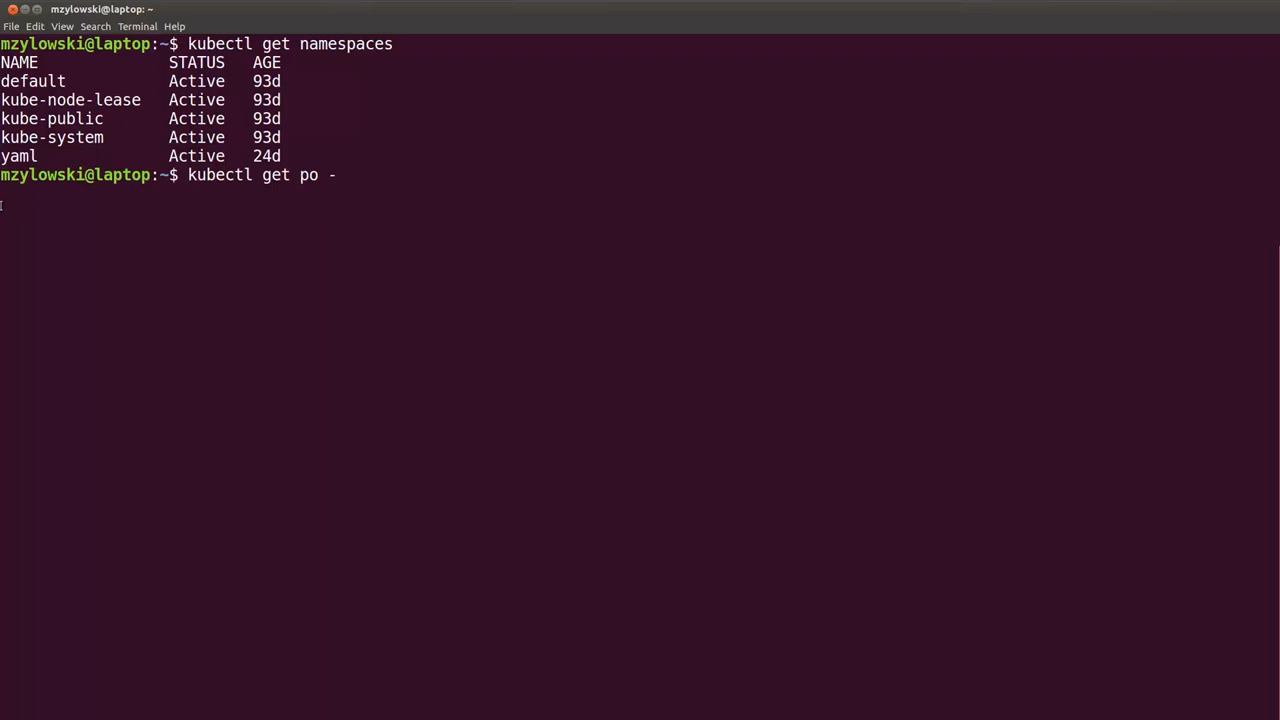 mzylowski@laptop: ~
File Edit View Search Terminal Help
mzylowski@laptop:~$ kubectl get namespaces
NAME STATUS AGE
default Active 93d
kube-node-lease Active 93d
kube-public Active 93d
kube-system Active 93d
yaml Active 24d
mzylowski@laptop:~$ kubectl get po -